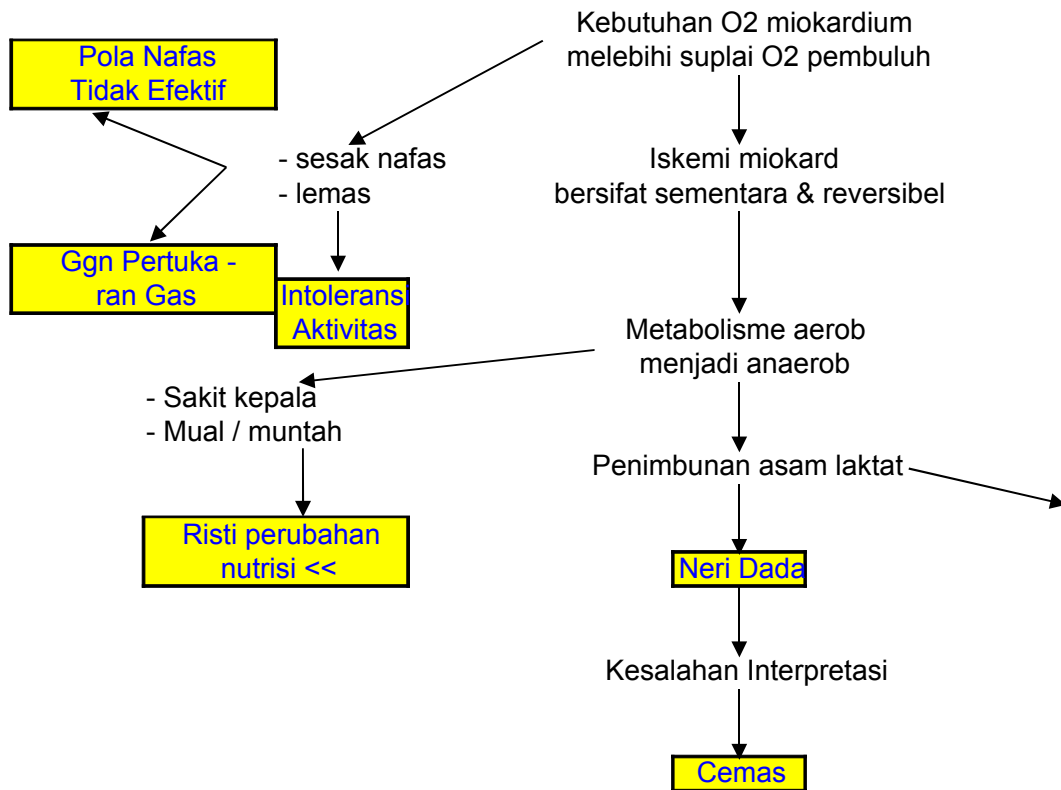 Kebutuhan O2 miokardium
melebihi suplai O2 pembuluh
Pola Nafas
Tidak Efektif
- sesak nafas
- lemas
Iskemi miokard
bersifat sementara & reversibel
Ggn Pertuka -
ran Gas
Intoleransi
Aktivitas
Metabolisme aerob
menjadi anaerob
- Sakit kepala
- Mual / muntah
Penimbunan asam laktat
Risti perubahan
nutrisi <<
Neri Dada
Kesalahan Interpretasi
Cemas